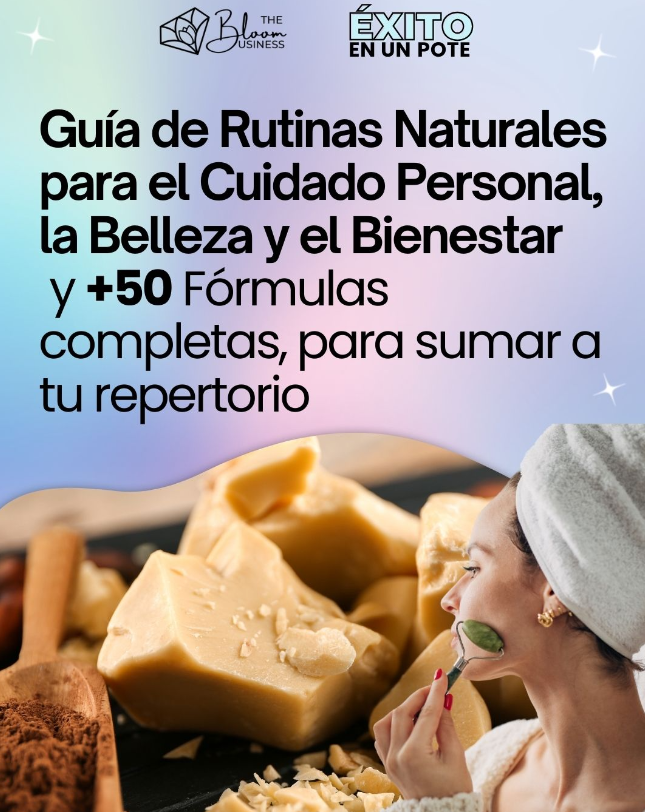 THE
Bloom
BUSINESS
ÉXITO
EN UN POTE
Guía de Rutinas Naturales
para el Cuidado Personal,
la Belleza y el Bienestar
y +50 Fórmulas
completas, para sumar a
tu repertorio